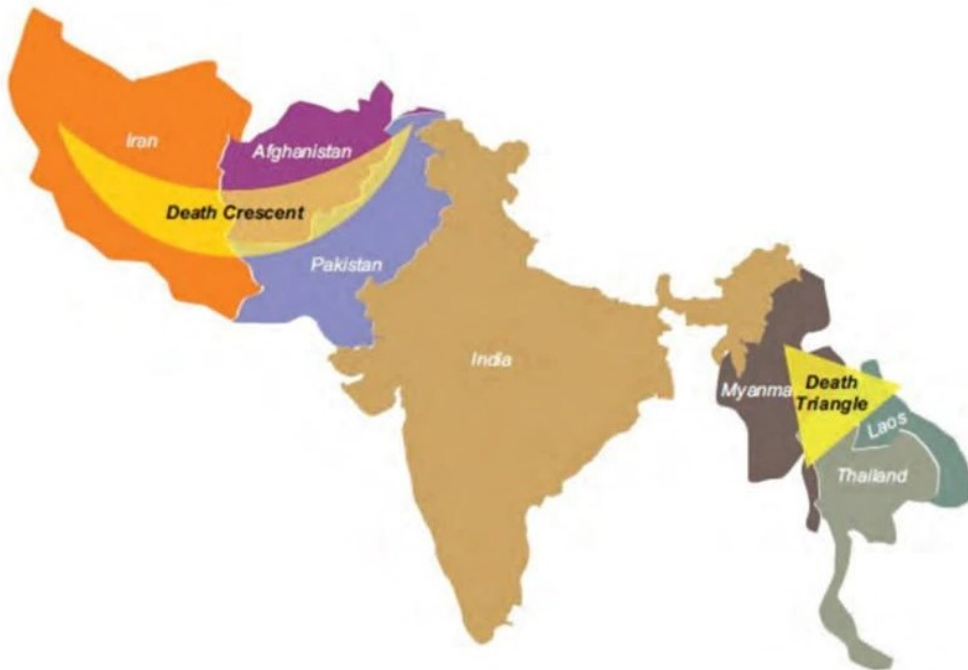 Iran
Afghanistan
Death Crescent
Pakistan
India
Myanma
Death
Triangle
Laos
Thailand